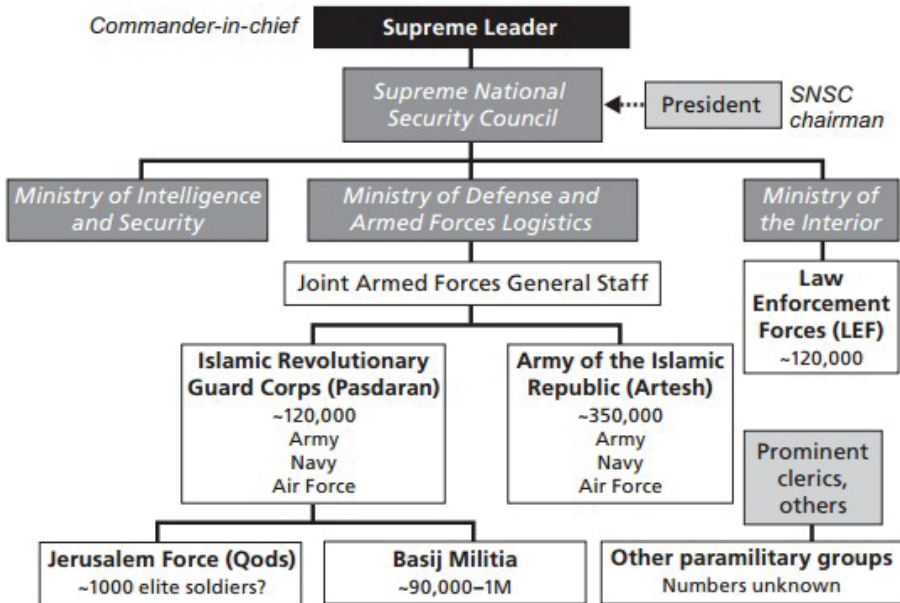 Commander-in-chief
Supreme Leader
Supreme National
Security Council
President
SNSC
chairman
Ministry of Intelligence
and Security
Ministry of Defense and
Armed Forces Logistics
Ministry of
the Interior
Joint Armed Forces General Staff
Law
Enforcement
Forces (LEF)
~120,000
Islamic Revolutionary
Guard Corps (Pasdaran)
~120,000
Army
Navy
Air Force
Army of the Islamic
Republic (Artesh)
~350,000
Army
Navy
Air Force
Prominent
clerics,
others
Jerusalem Force (Qods)
~1000 elite soldiers?
Basij Militia
~90,000–1M
Other paramilitary groups
Numbers unknown